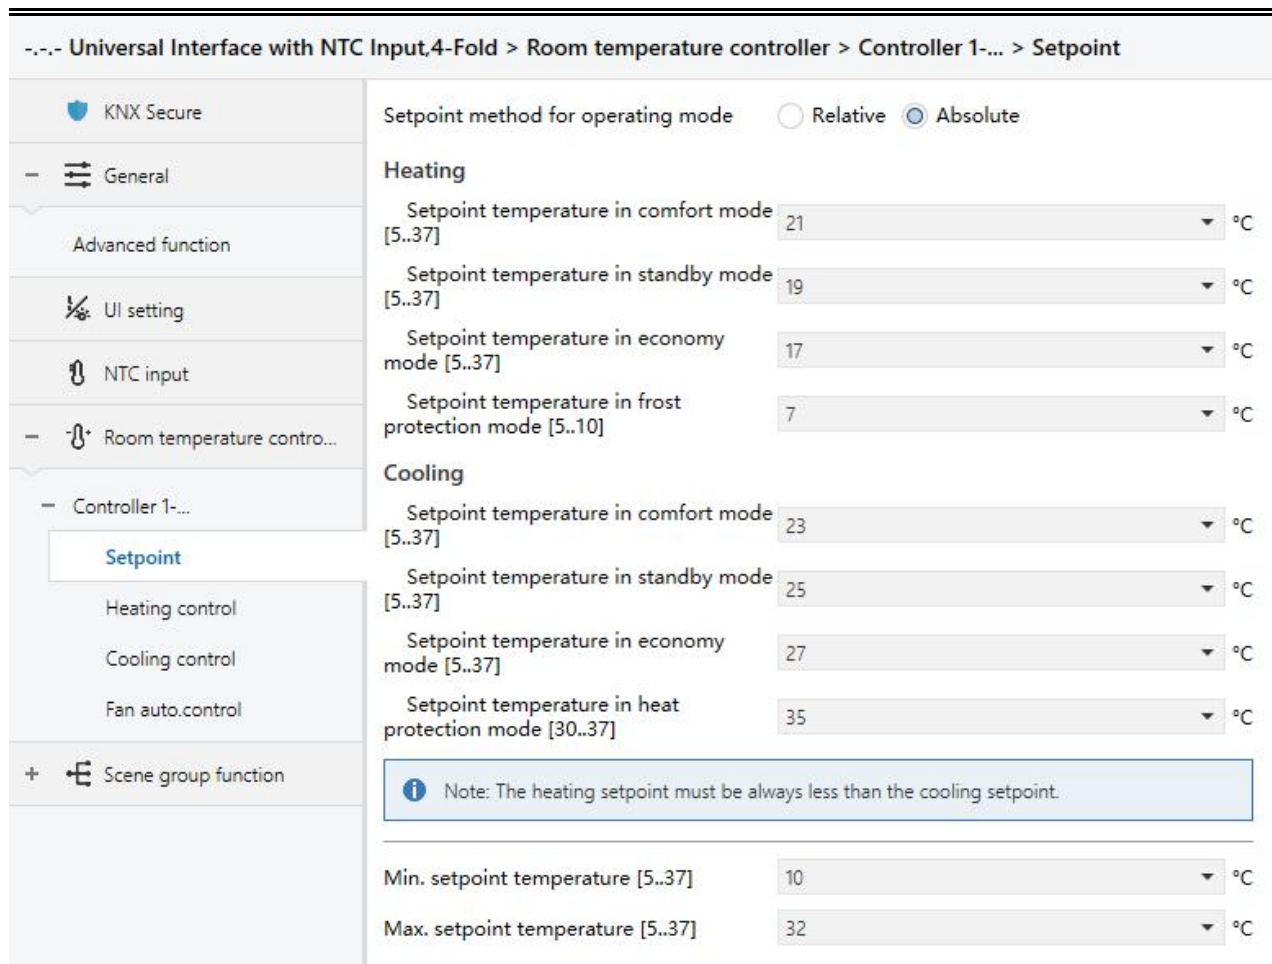 -.-.- Universal Interface with NTC Input,4-Fold > Room temperature controller > Controller 1-... > Setpoint
KNX Secure
General
Advanced function
UI setting
NTC input
Room temperature contro...
Controller 1-...
Setpoint
Heating control
Cooling control
Fan auto.control
Scene group function
Setpoint method for operating mode Relative Absolute
Heating
Setpoint temperature in comfort mode
[5..37] 21 °C
Setpoint temperature in standby mode
[5..37] 19 °C
Setpoint temperature in economy
mode [5..37] 17 °C
Setpoint temperature in frost
protection mode [5..10] 7 °C
Cooling
Setpoint temperature in comfort mode
[5..37] 23 °C
Setpoint temperature in standby mode
[5..37] 25 °C
Setpoint temperature in economy
mode [5..37] 27 °C
Setpoint temperature in heat
protection mode [30..37] 35 °C
Note: The heating setpoint must be always less than the cooling setpoint.
Min. setpoint temperature [5..37] 10 °C
Max. setpoint temperature [5..37] 32 °C